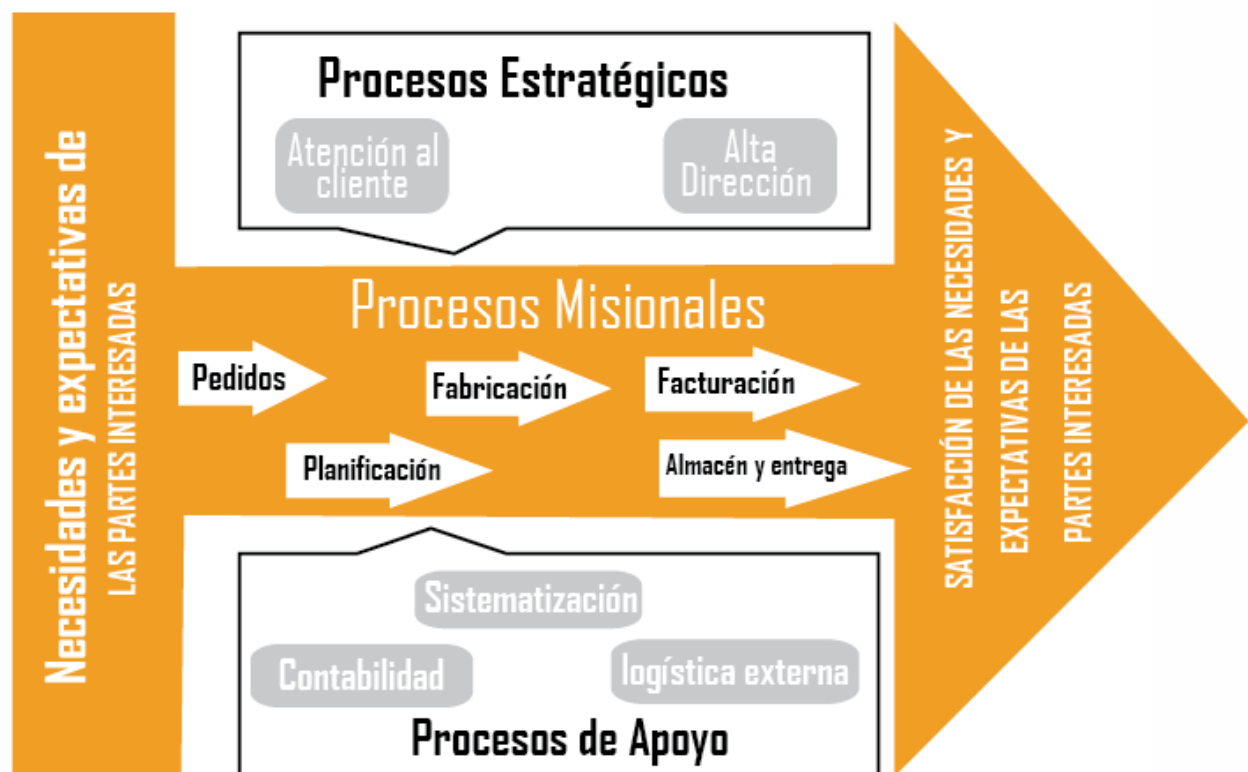 Necesidades y expectativas de
LAS PARTES INTERESADAS
Procesos Estratégicos
Atención al
cliente
Alta
Dirección
Procesos Misionales
Pedidos
Fabricación
Facturación
Planificación
Almacén y entrega
Sistematización
Contabilidad
logística externa
Procesos de Apoyo
SATISFACCIÓN DE LAS NECESIDADES Y
EXPECTATIVAS DE LAS
PARTES INTERESADAS